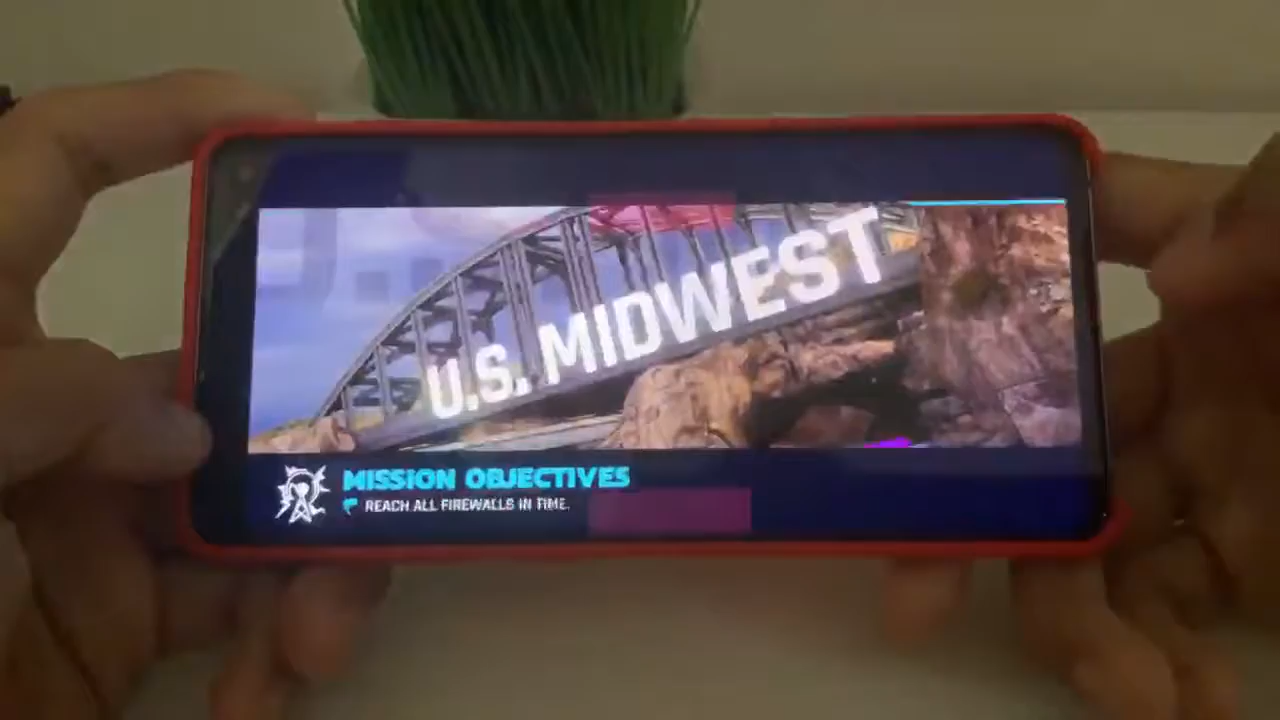 U.S. MIDWEST
MISSION OBJECTIVES
REACH ALL FIREWALLS IN TIME.